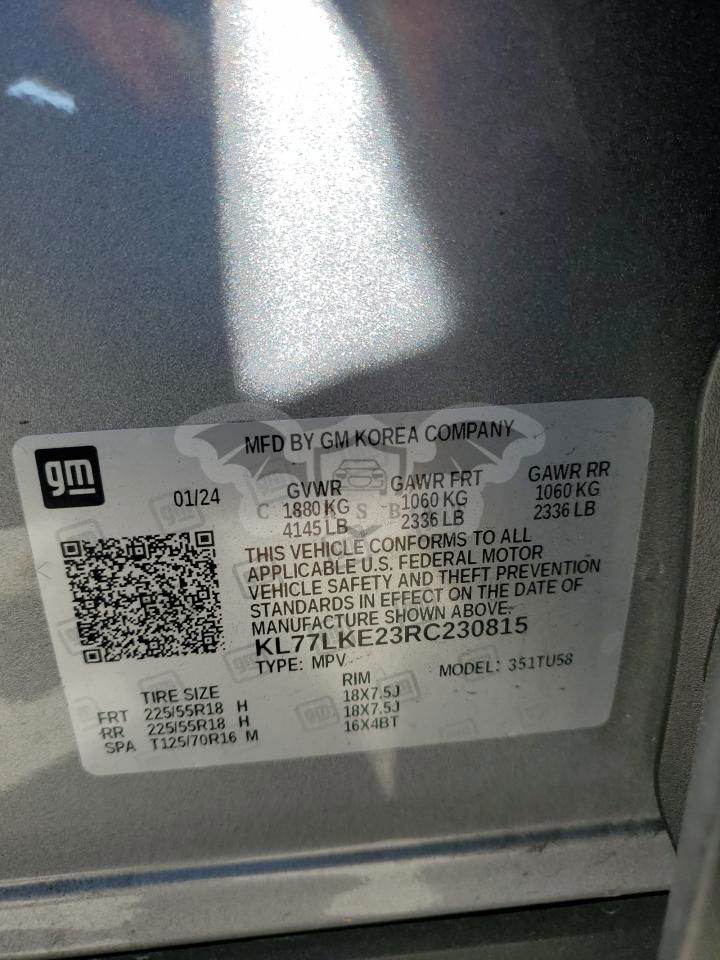 gm
MFD BY GM KOREA COMPANY
01/24
GVWR GAWR FRT GAWR RR
1880 KG 1060 KG 1060 KG
4145 LB 2336 LB 2336 LB
THIS VEHICLE CONFORMS TO ALL
APPLICABLE U.S. FEDERAL MOTOR
VEHICLE SAFETY AND THEFT PREVENTION
STANDARDS IN EFFECT ON THE DATE OF
MANUFACTURE SHOWN ABOVE.
KL77LKE23RC230815
TYPE: MPV MODEL: 351TU58
TIRE SIZE RIM
FRT 225/55R18 H 18X7.5J
RR 225/55R18 H 18X7.5J
SPA T125/70R16 M 16X4BT